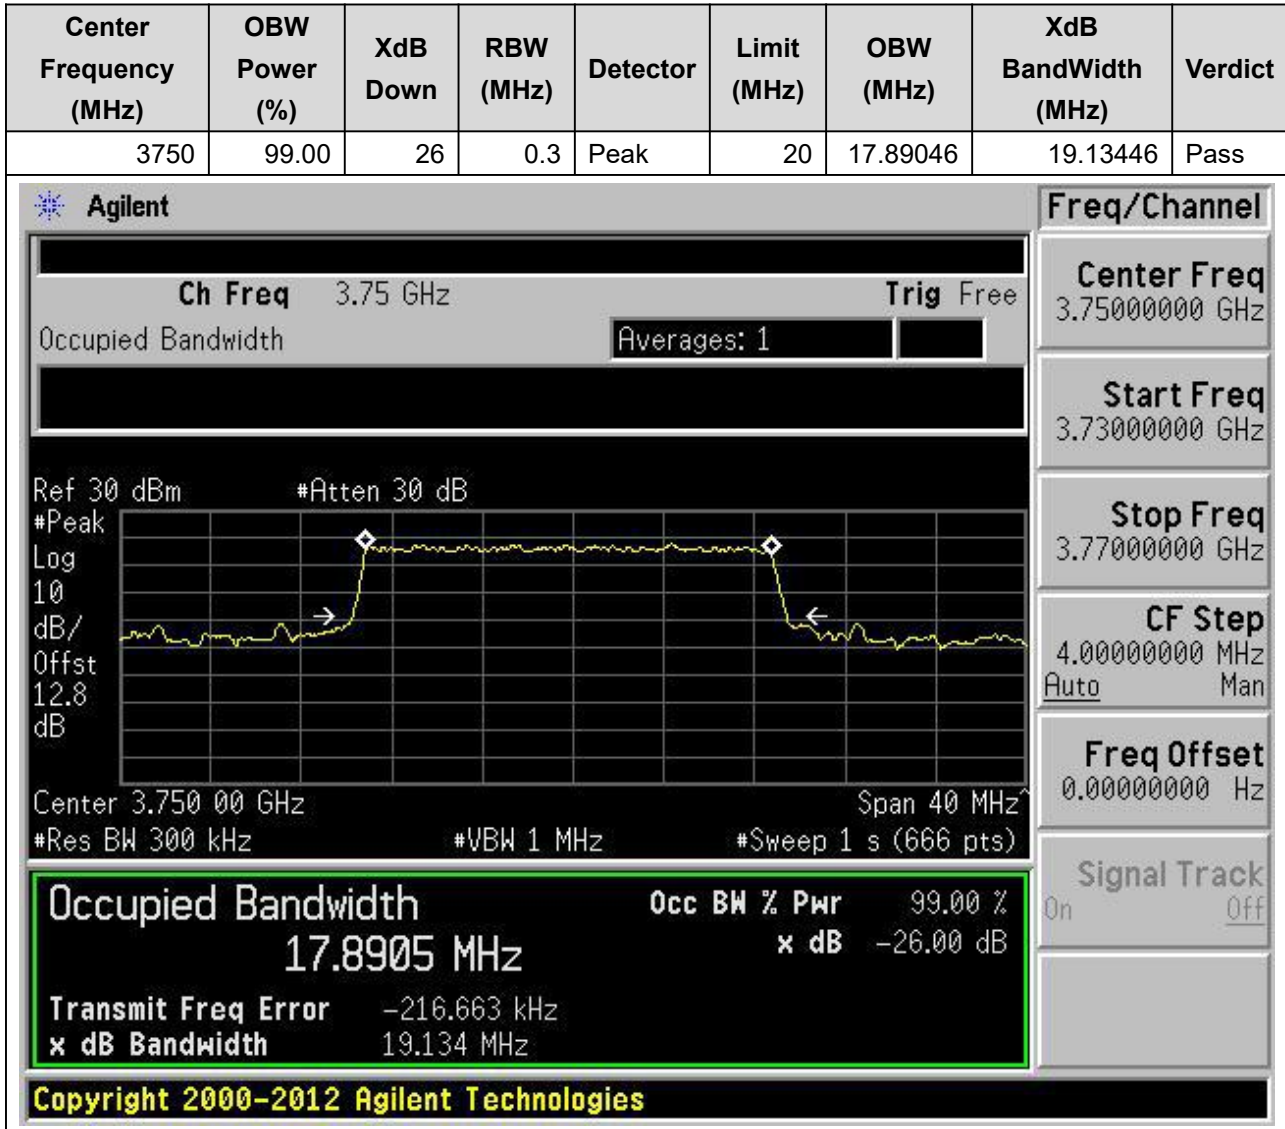 Center Frequency (MHz) OBW Power (%) XdB Down RBW (MHz) Detector Limit (MHz) OBW (MHz) XdB BandWidth (MHz) Verdict
3750 99.00 26 0.3 Peak 20 17.89046 19.13446 Pass
Agilent
Freq/Channel
Ch Freq 3.75 GHz Trig Free
Occupied Bandwidth Averages: 1
Center Freq
3.75000000 GHz
Start Freq
3.73000000 GHz
Stop Freq
3.77000000 GHz
CF Step
4.00000000 MHz
Auto Man
Freq Offset
0.00000000 Hz
Signal Track
On Off
Ref 30 dBm #Atten 30 dB
#Peak
Log
10
dB/
Offst
12.8
dB
Center 3.750 00 GHz Span 40 MHz^
#Res BW 300 kHz #VBW 1 MHz #Sweep 1 s (666 pts)
Occupied Bandwidth
17.8905 MHz
Occ BW % Pwr 99.00 %
x dB -26.00 dB
Transmit Freq Error -216.663 kHz
x dB Bandwidth 19.134 MHz
Copyright 2000-2012 Agilent Technologies